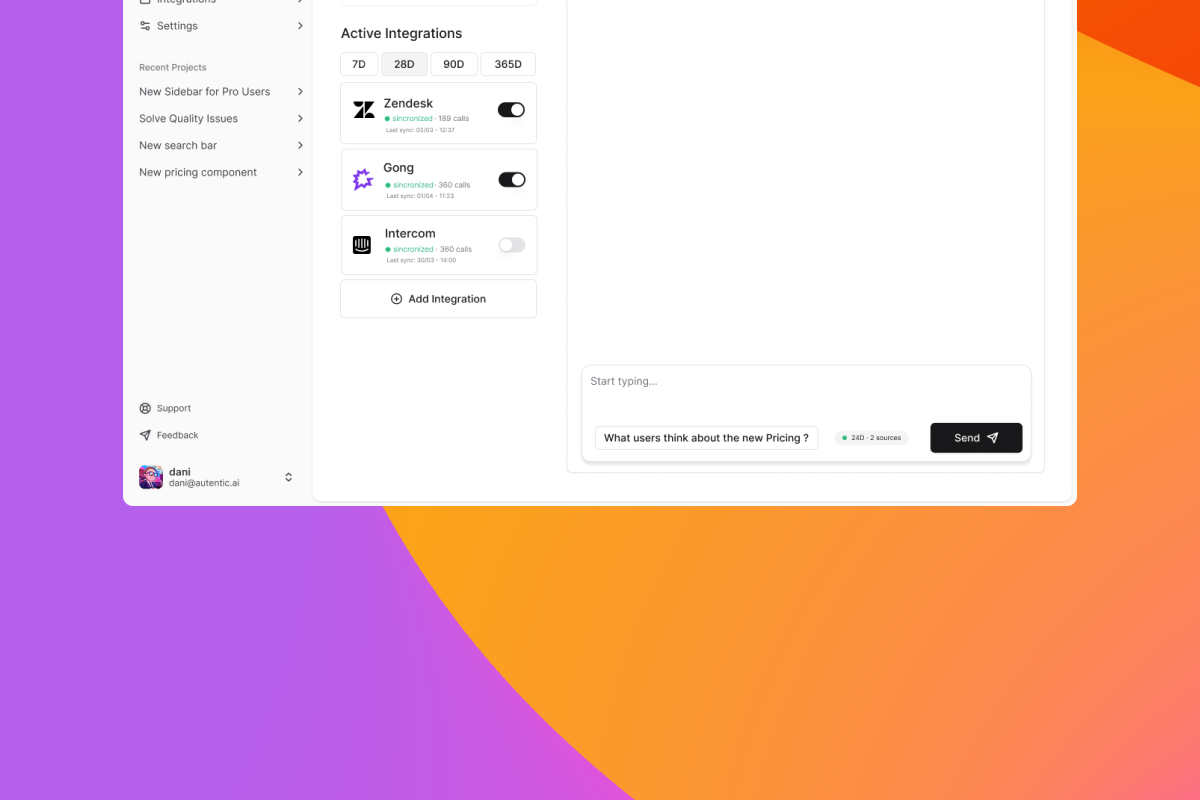 Integrations
Settings
Recent Projects
New Sidebar for Pro Users
Solve Quality Issues
New search bar
New pricing component
Support
Feedback
dani
dani@autentic.ai
Active Integrations
7D
28D
90D
365D
Zendesk
sincronized · 189 calls
Last sync: 02/03 - 12:37
Gong
sincronized · 360 calls
Last sync: 01/04 - 11:23
Intercom
sincronized · 360 calls
Last sync: 30/03 - 14:00
Add Integration
Start typing...
What users think about the new Pricing ?
24D · 2 sources
Send